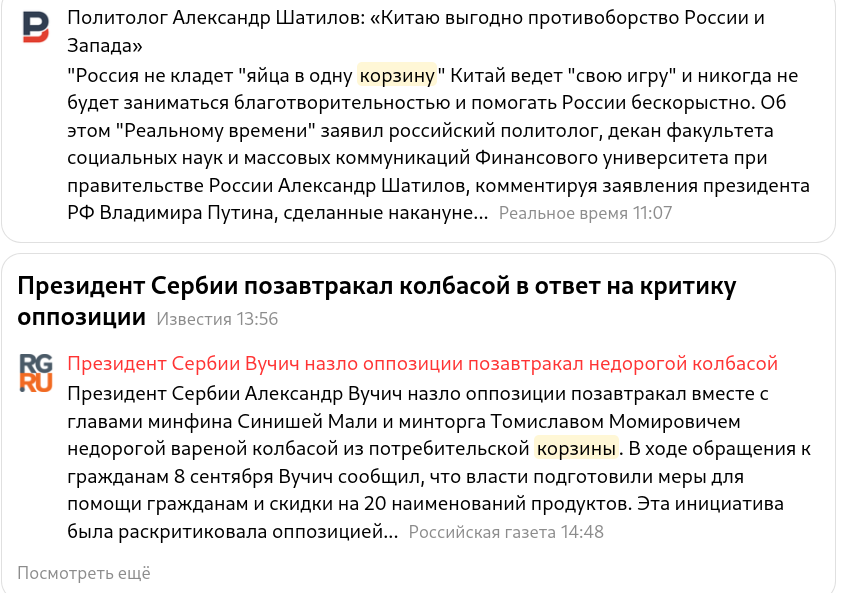 Политолог Александр Шатилов: «Китаю выгодно противоборство России и
Запада»
"Россия не кладет "яйца в одну корзину" Китай ведет "свою игру" и никогда не
будет заниматься благотворительностью и помогать России бескорыстно. Об
этом "Реальному времени" заявил российский политолог, декан факультета
социальных наук и массовых коммуникаций Финансового университета при
правительстве России Александр Шатилов, комментируя заявления президента
РФ Владимира Путина, сделанные накануне... Реальное время 11:07
Президент Сербии позавтракал колбасой в ответ на критику
оппозиции Известия 13:56
RG
RU
Президент Сербии Вучич назло оппозиции позавтракал недорогой колбасой
Президент Сербии Александр Вучич назло оппозиции позавтракал вместе с
главами минфина Синишей Мали и минторга Томиславом Момировичем
недорогой вареной колбасой из потребительской корзины. В ходе обращения к
гражданам 8 сентября Вучич сообщил, что власти подготовили меры для
помощи гражданам и скидки на 20 наименований продуктов. Эта инициатива
была раскритиковала оппозицией... Российская газета 14:48
Посмотреть ещё